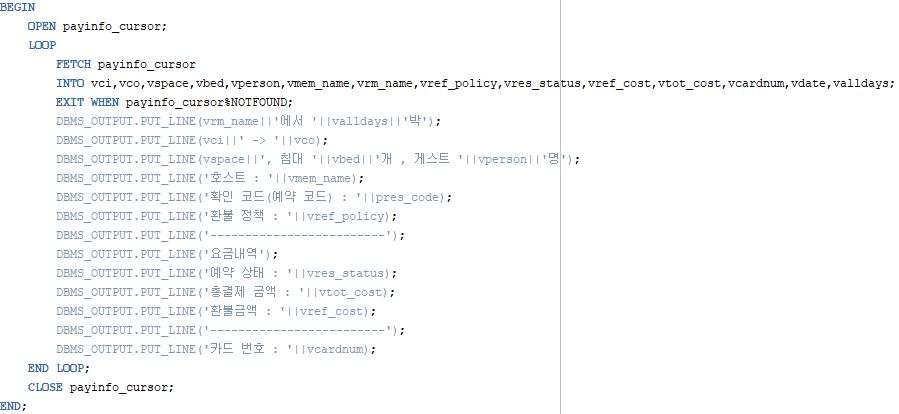 BEGIN
    OPEN payinfo_cursor;
    LOOP
        FETCH payinfo_cursor
        INTO vci,vco,vspace,vbed,vperson,vmem_name,vrm_name,vref_policy,vres_status,vref_cost,vtot_cost,vcardnum,vdate,valldays;
        EXIT WHEN payinfo_cursor%NOTFOUND;
        DBMS_OUTPUT.PUT_LINE(vrm_name||'에서 '||valldays||'박');
        DBMS_OUTPUT.PUT_LINE(vci||' -> '||vco);
        DBMS_OUTPUT.PUT_LINE(vspace||', 침대 '||vbed||'개 , 게스트 '||vperson||'명');
        DBMS_OUTPUT.PUT_LINE('호스트 : '||vmem_name);
        DBMS_OUTPUT.PUT_LINE('확인 코드(예약 코드) : '||pres_code);
        DBMS_OUTPUT.PUT_LINE('환불 정책 : '||vref_policy);
        DBMS_OUTPUT.PUT_LINE('-------------------------');
        DBMS_OUTPUT.PUT_LINE('요금내역');
        DBMS_OUTPUT.PUT_LINE('예약 상태 : '||vres_status);
        DBMS_OUTPUT.PUT_LINE('총결제 금액 : '||vtot_cost);
        DBMS_OUTPUT.PUT_LINE('환불금액 : '||vref_cost);
        DBMS_OUTPUT.PUT_LINE('-------------------------');
        DBMS_OUTPUT.PUT_LINE('카드 번호 : '||vcardnum);
    END LOOP;
    CLOSE payinfo_cursor;
END;